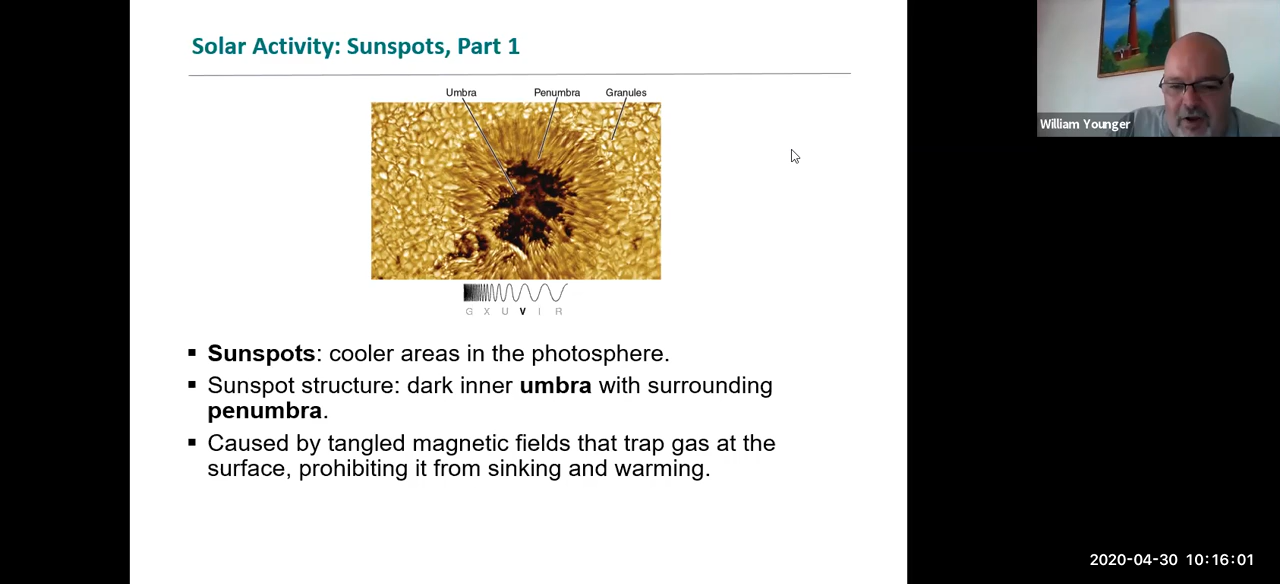 Solar Activity: Sunspots, Part 1
Umbra Penumbra Granules
William Younger
G X U V I R
▪ Sunspots: cooler areas in the photosphere.
▪ Sunspot structure: dark inner umbra with surrounding
penumbra.
▪ Caused by tangled magnetic fields that trap gas at the
surface, prohibiting it from sinking and warming.
2020-04-30 10:16:01